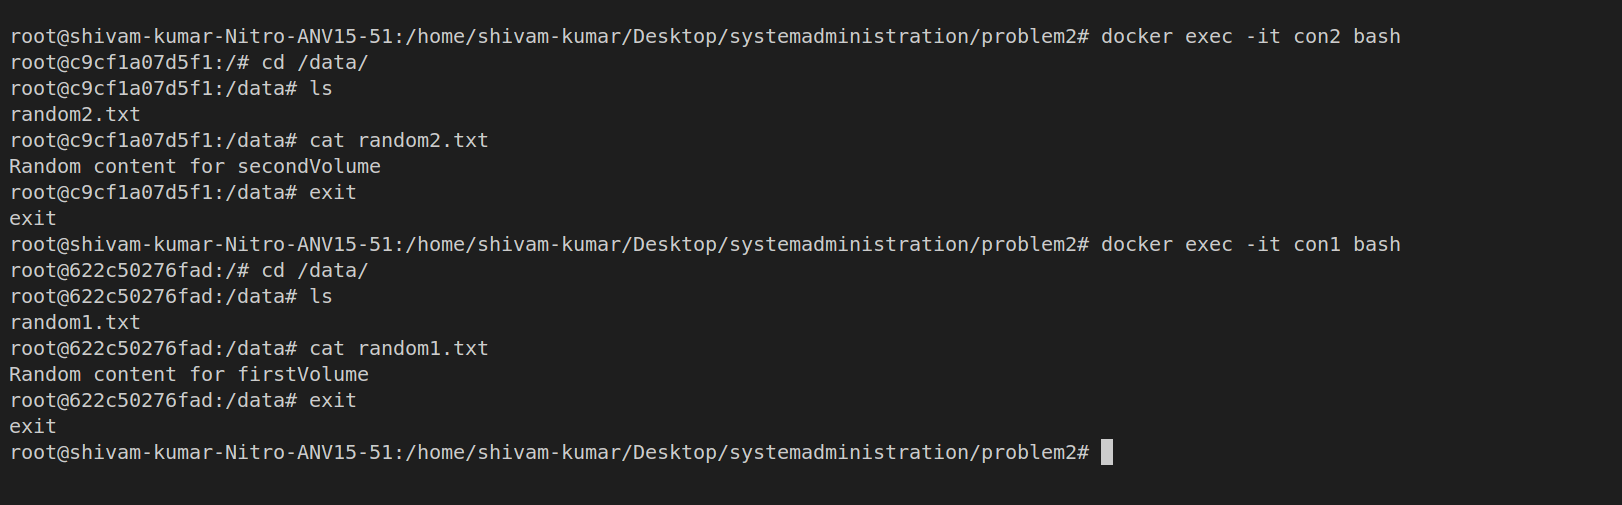 root@shivam-kumar-Nitro-ANV15-51:/home/shivam-kumar/Desktop/systemadministration/problem2# docker exec -it con2 bash
root@c9cf1a07d5f1:/# cd /data/
root@c9cf1a07d5f1:/data# ls
random2.txt
root@c9cf1a07d5f1:/data# cat random2.txt
Random content for secondVolume
root@c9cf1a07d5f1:/data# exit
exit
root@shivam-kumar-Nitro-ANV15-51:/home/shivam-kumar/Desktop/systemadministration/problem2# docker exec -it con1 bash
root@622c50276fad:/# cd /data/
root@622c50276fad:/data# ls
random1.txt
root@622c50276fad:/data# cat random1.txt
Random content for firstVolume
root@622c50276fad:/data# exit
exit
root@shivam-kumar-Nitro-ANV15-51:/home/shivam-kumar/Desktop/systemadministration/problem2#